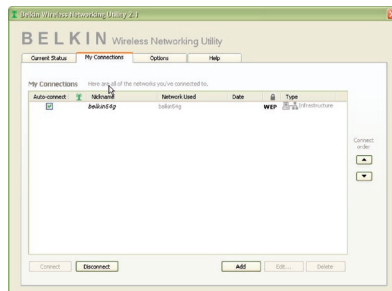 Belkin Wireless Networking Utility 2.1
BELKIN Wireless Networking Utility
Current Status My Connections Options Help
My Connections Here are all of the networks you've connected to.
Auto-connect Nickname Network Used Date Type
belkin54g belkin54g WEP Infrastructure
Connect order
Connect Disconnect Add Edit... Delete